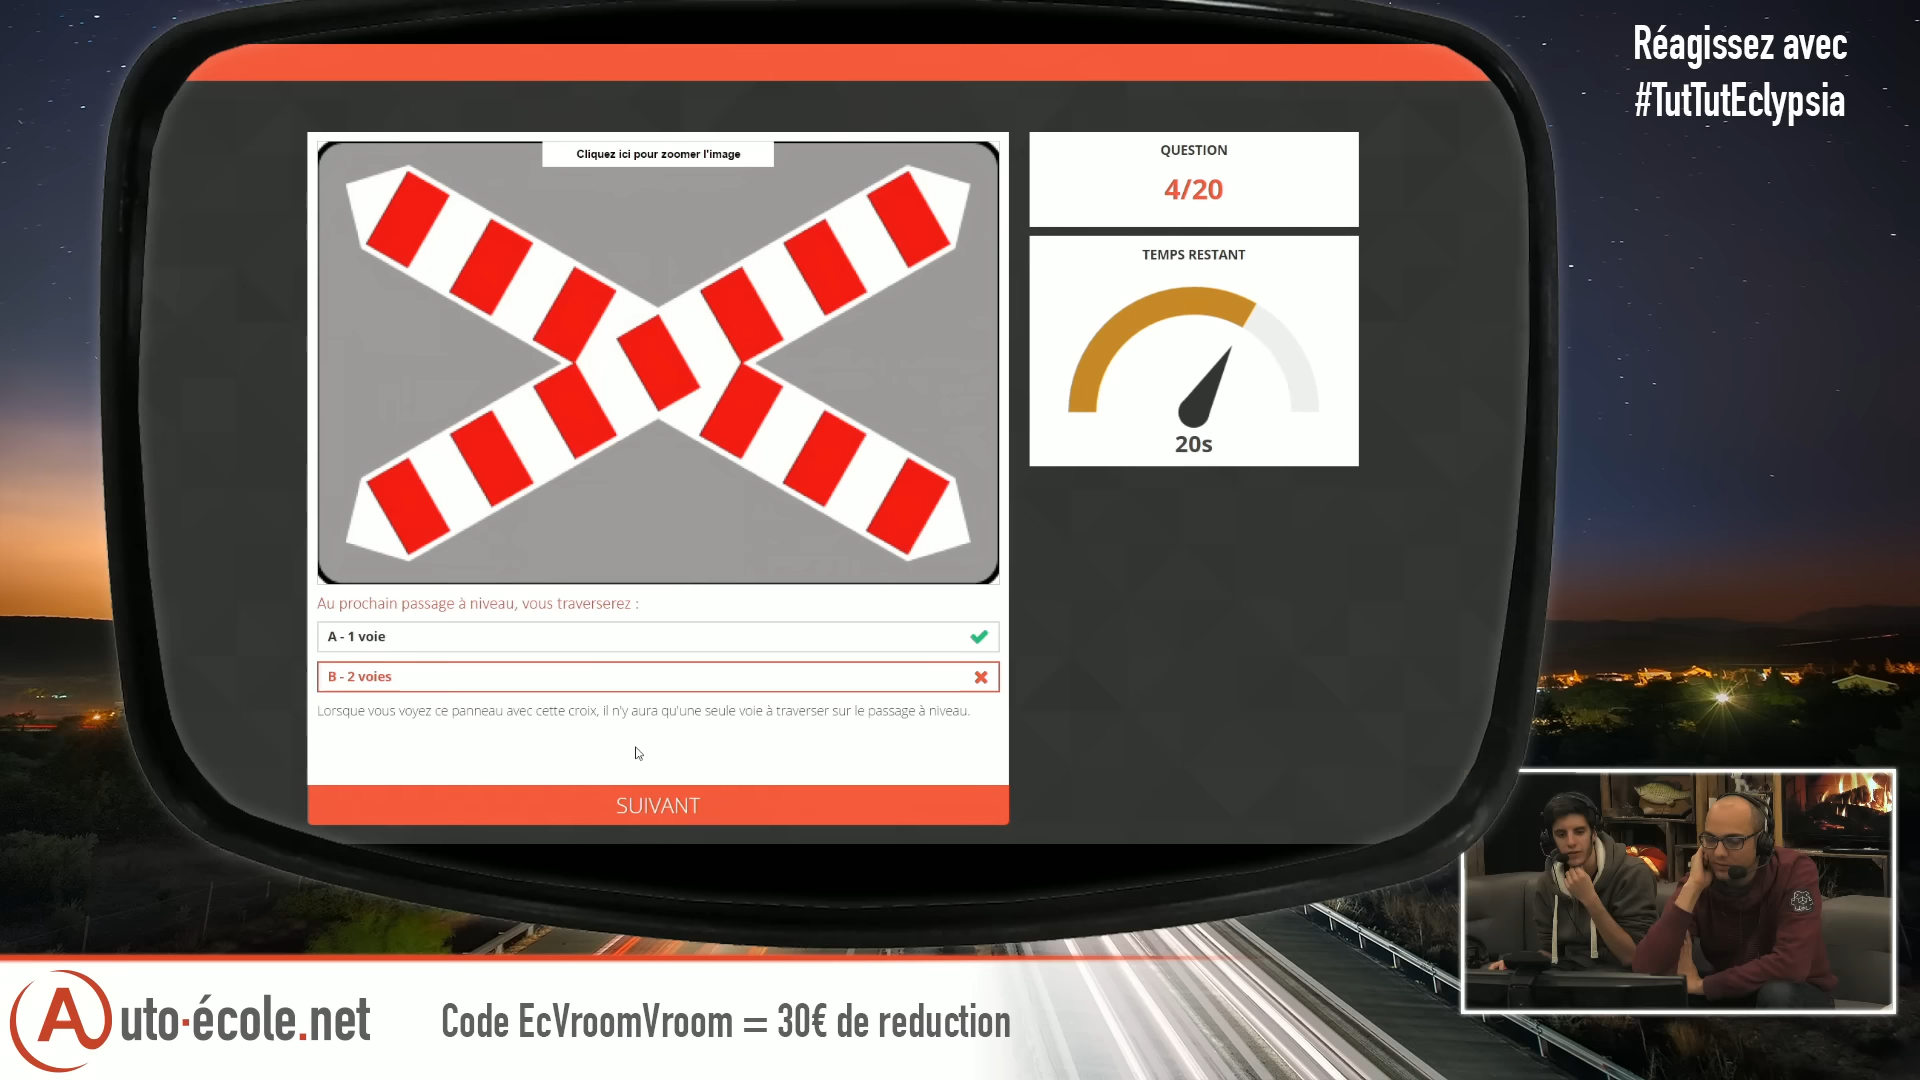 Réagissez avec
#TutTutEclypsia
Cliquez ici pour zoomer l'image
QUESTION
4/20
TEMPS RESTANT
20s
Au prochain passage à niveau, vous traverserez :
A - 1 voie
B - 2 voies
Lorsque vous voyez ce panneau avec cette croix, il n'y aura qu'une seule voie à traverser sur le passage à niveau.
SUIVANT
Auto·école.net
Code EcVroomVroom = 30€ de reduction